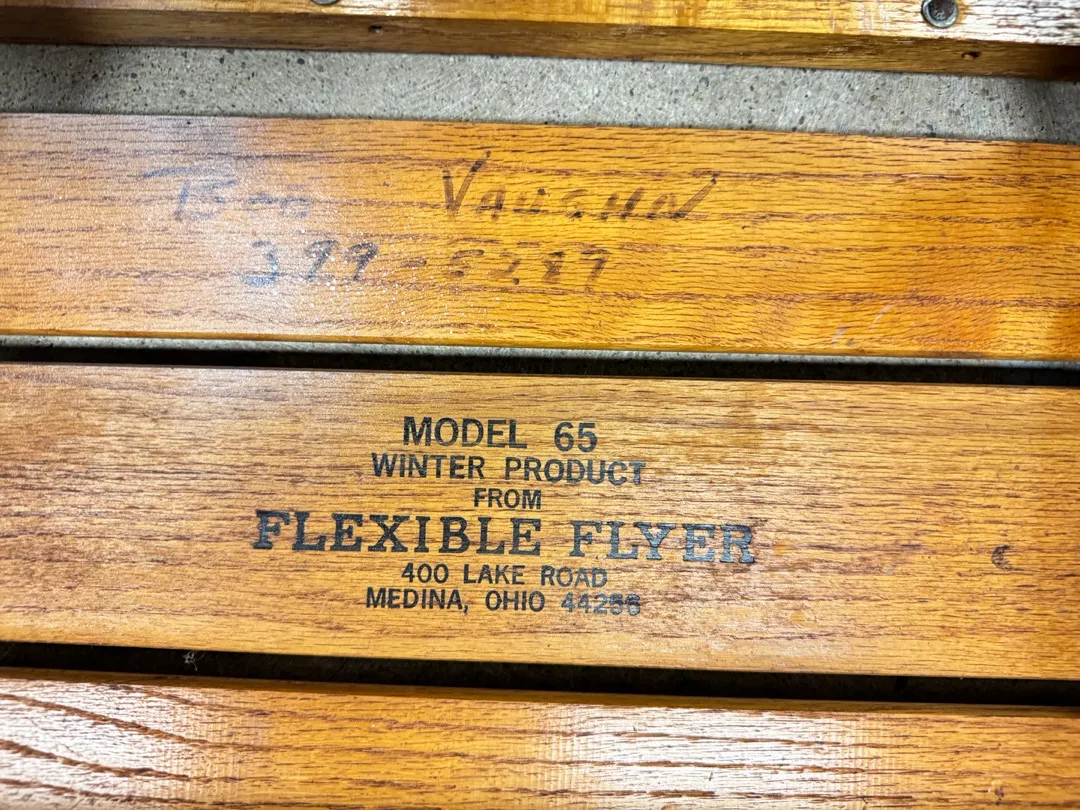 VAUGHN
MODEL 65
WINTER PRODUCT
FROM
FLEXIBLE FLYER
400 LAKE ROAD
MEDINA, OHIO 44256